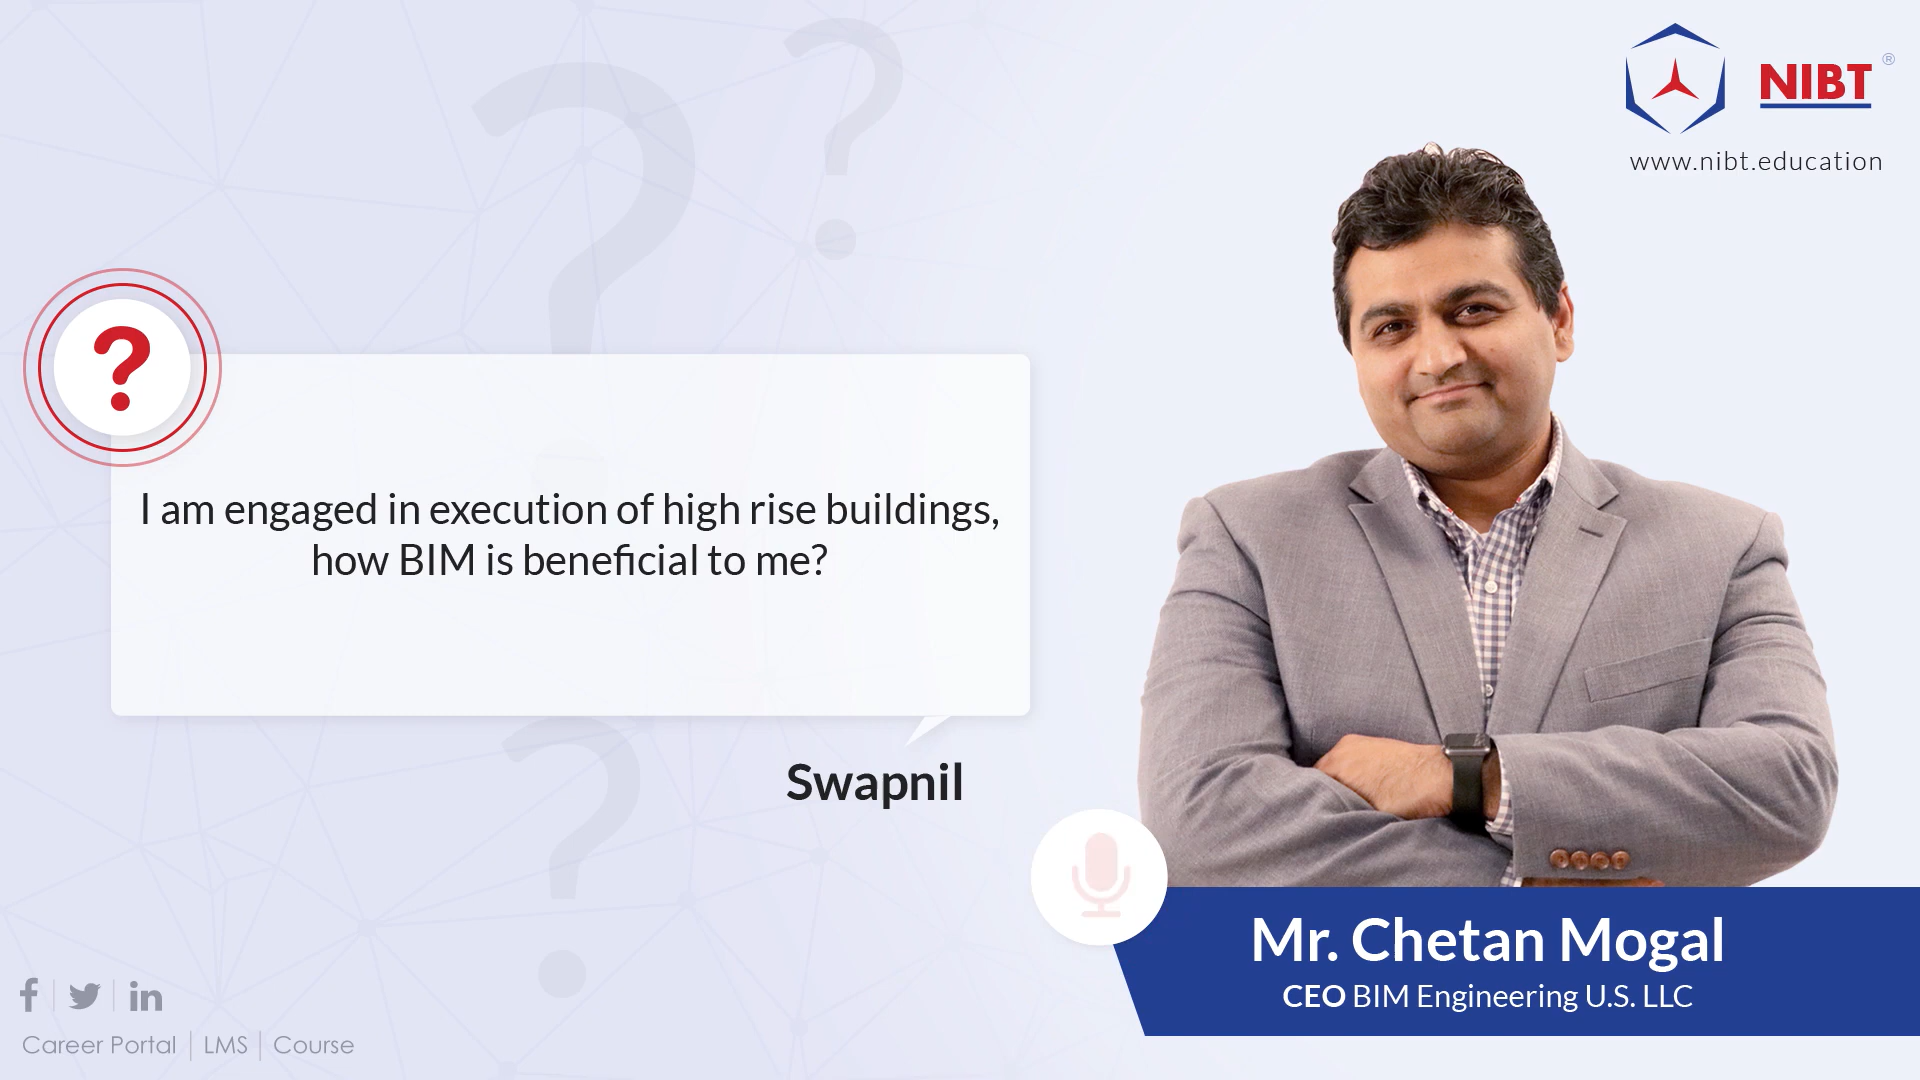 NIBT ®
www.nibt.education
?
I am engaged in execution of high rise buildings,
how BIM is beneficial to me?
Swapnil
Mr. Chetan Mogal
CEO BIM Engineering U.S. LLC
Career Portal | LMS | Course